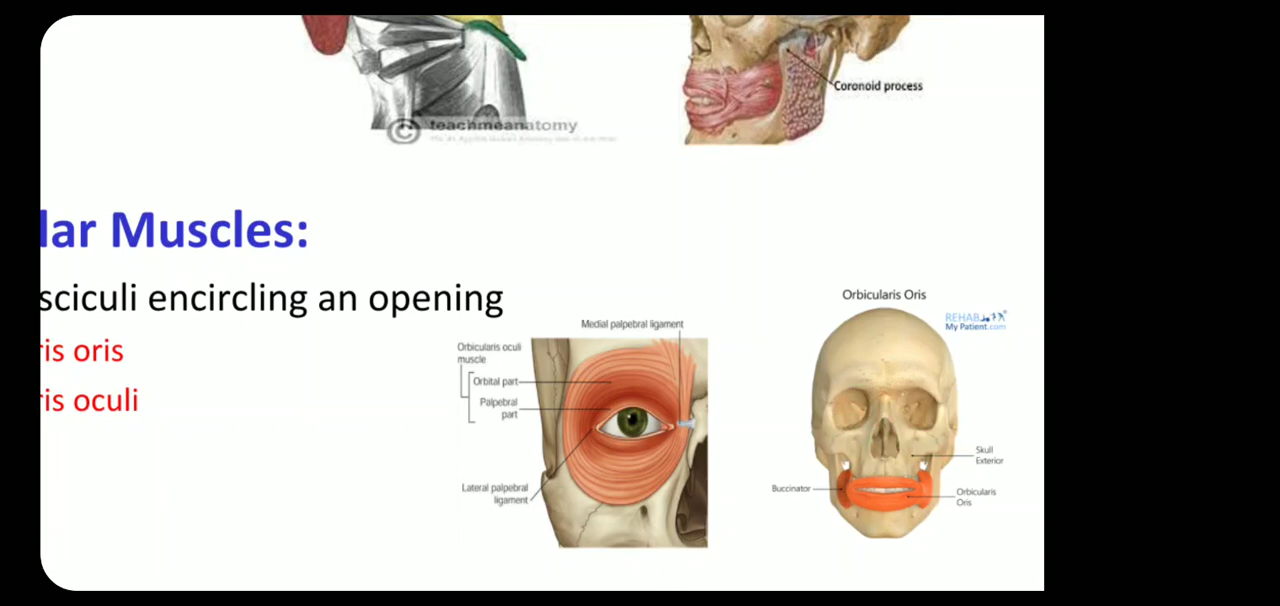 Coronoid process
© teachmeanatomy
lar Muscles:
sciculi encircling an opening
ris oris
ris oculi
Medial palpebral ligament
Orbicularis oculi
muscle
Orbital part
Palpebral
part
Lateral palpebral
ligament
Orbicularis Oris
REHAB
My Patient.com
Skull
Exterior
Buccinator
Orbicularis
Oris